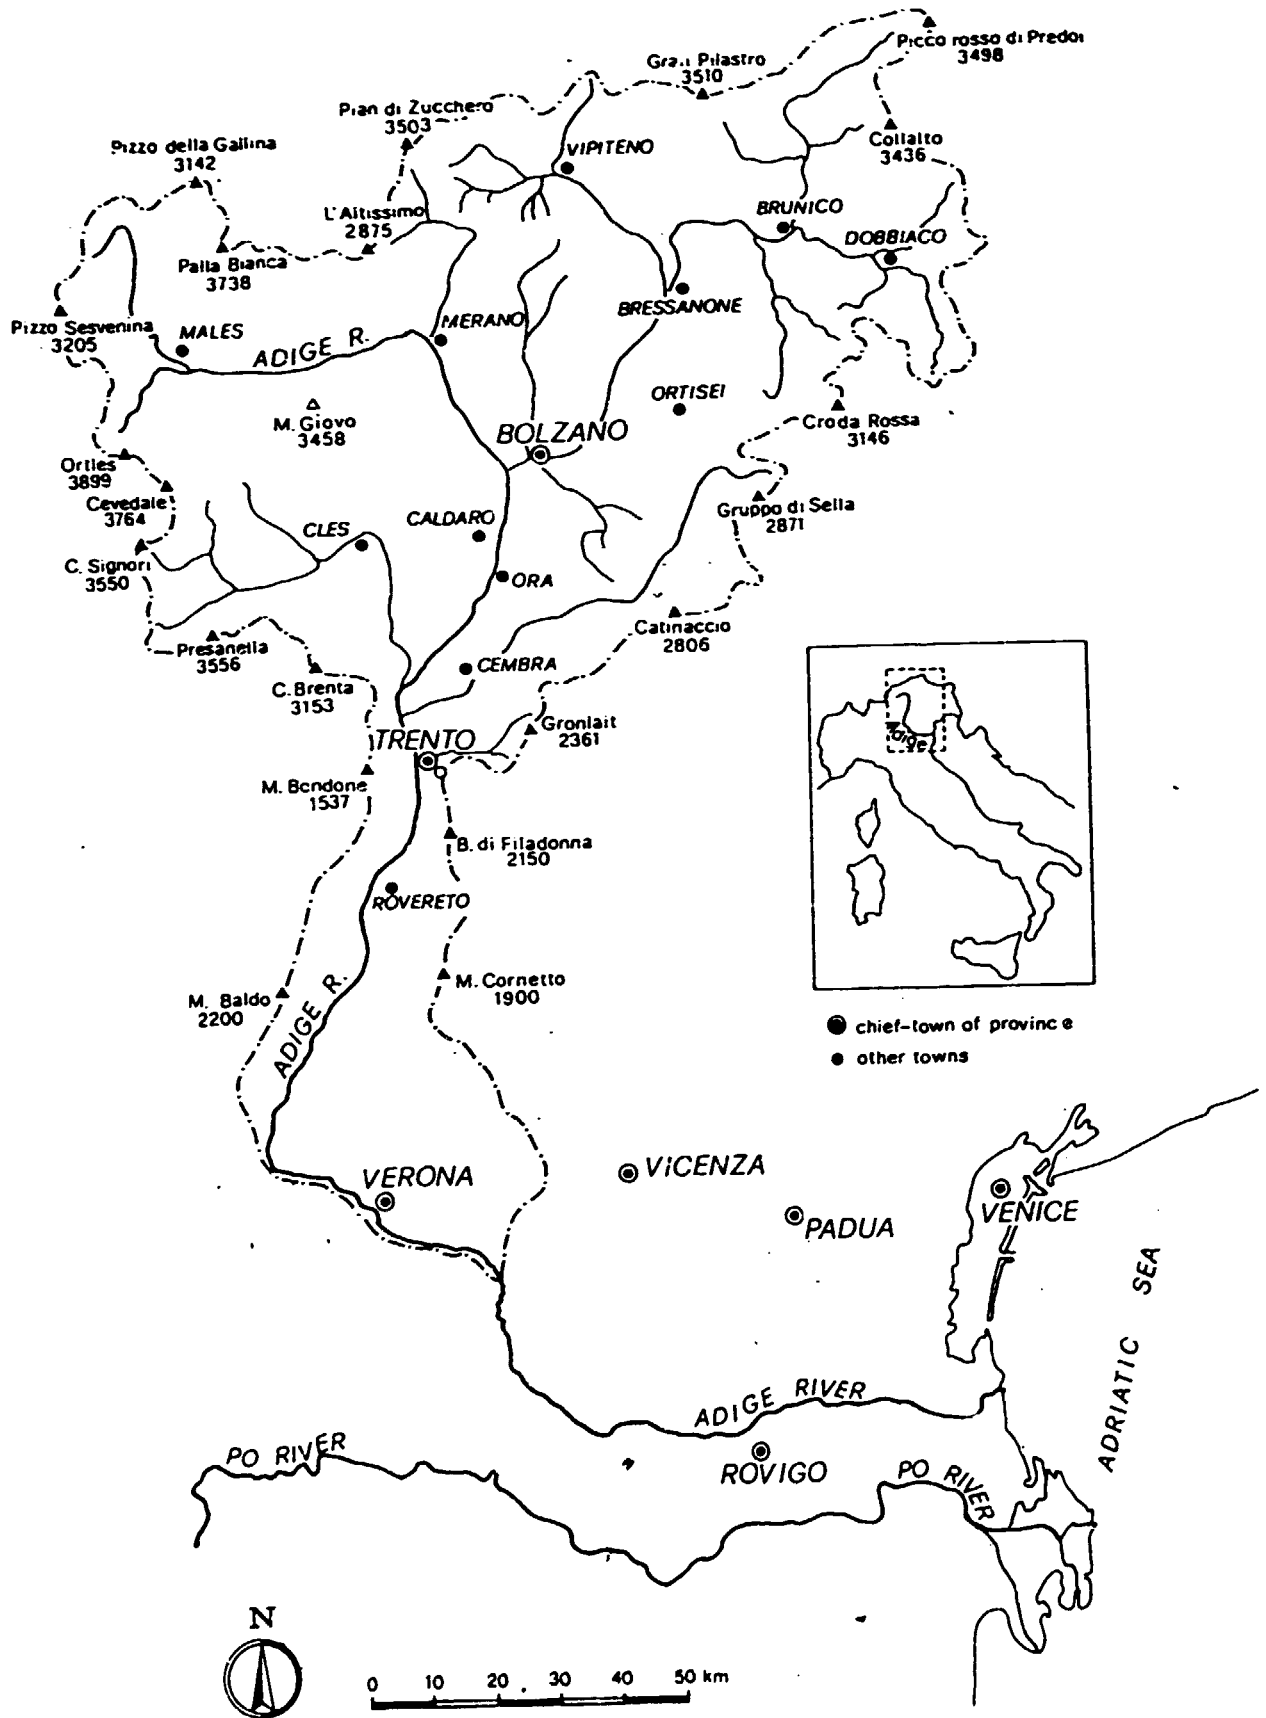 Picco rosso di Predoi
3498
Gran Pilastro
3510
Pian di Zucchero
3503
Pizzo della Gallina
3142
Collalto
3436
VIPITENO
L'Altissimo
2875
BRUNICO
DOBBIACO
Palla Bianca
3738
BRESSANONE
Pizzo Sesvenina
3205
MALES
ADIGE R.
MERANO
ORTISEI
M. Giovo
3458
BOLZANO
Croda Rossa
3146
Ortles
3899
Cevedale
3764
Gruppo di Sella
2871
CLES
CALDARO
C. Signori
3550
ORA
Catinaccio
2806
Presanella
3556
CEMBRA
C. Brenta
3153
Gronlait
2361
TRENTO
M. Bondone
1537
B. di Filadonna
2150
ROVERETO
M. Cornetto
1900
M. Baldo
2200
ADIGE R.
Adige
chief-town of province
other towns
VERONA
VICENZA
PADUA
VENICE
ADRIATIC SEA
ADIGE RIVER
PO RIVER
ROVIGO
PO RIVER
N
0 10 20 30 40 50 km